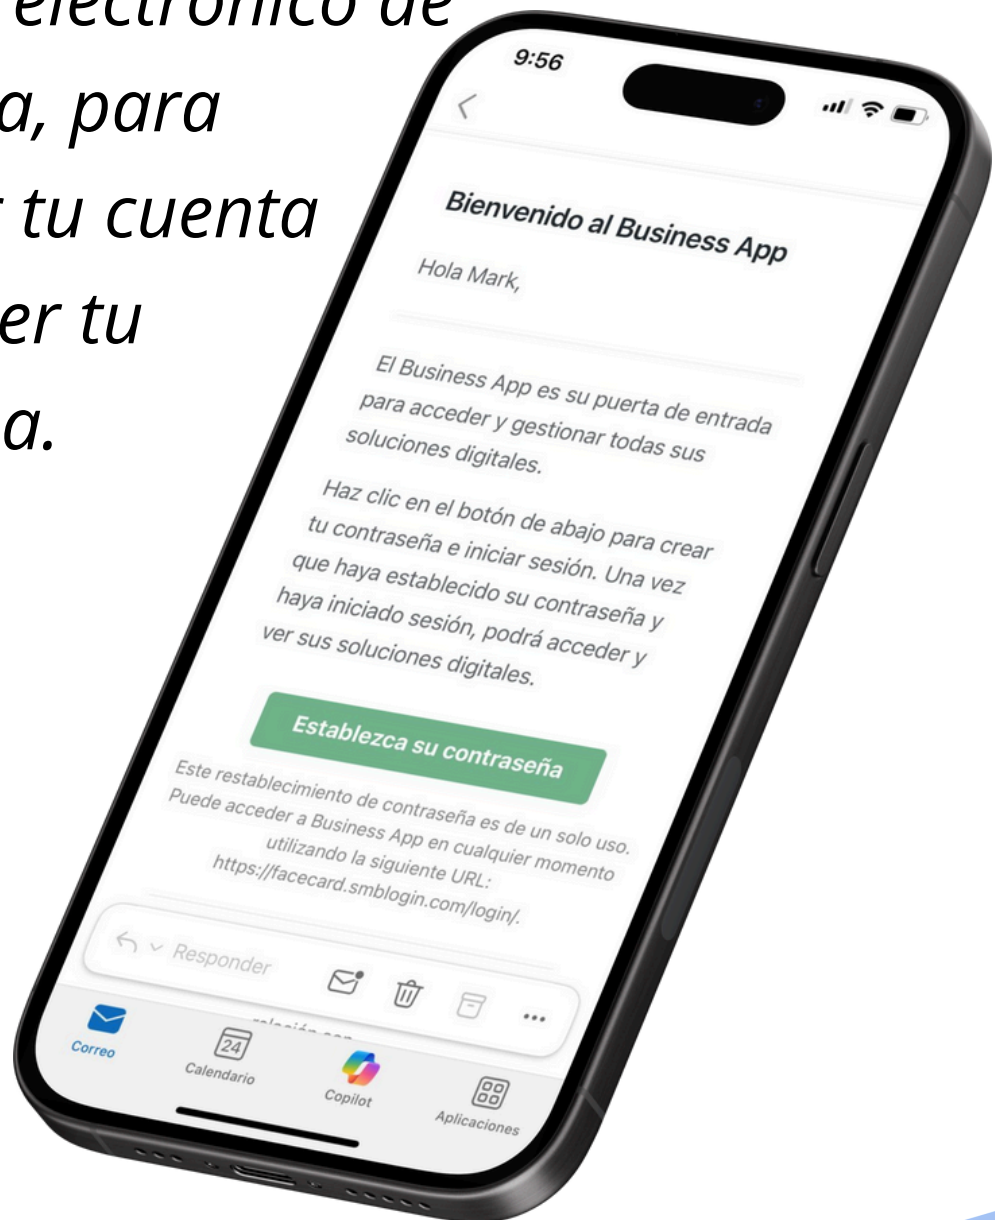 electrónico de
a, para
tu cuenta
er tu
a.
9:56
Bienvenido al Business App
Hola Mark,
El Business App es su puerta de entrada
para acceder y gestionar todas sus
soluciones digitales.
Haz clic en el botón de abajo para crear
tu contraseña e iniciar sesión. Una vez
que haya establecido su contraseña y
haya iniciado sesión, podrá acceder y
ver sus soluciones digitales.
Establezca su contraseña
Este restablecimiento de contraseña es de un solo uso.
Puede acceder a Business App en cualquier momento
utilizando la siguiente URL:
https://facecard.smblogin.com/login/.
Responder
Correo
24
Calendario
Copilot
Aplicaciones